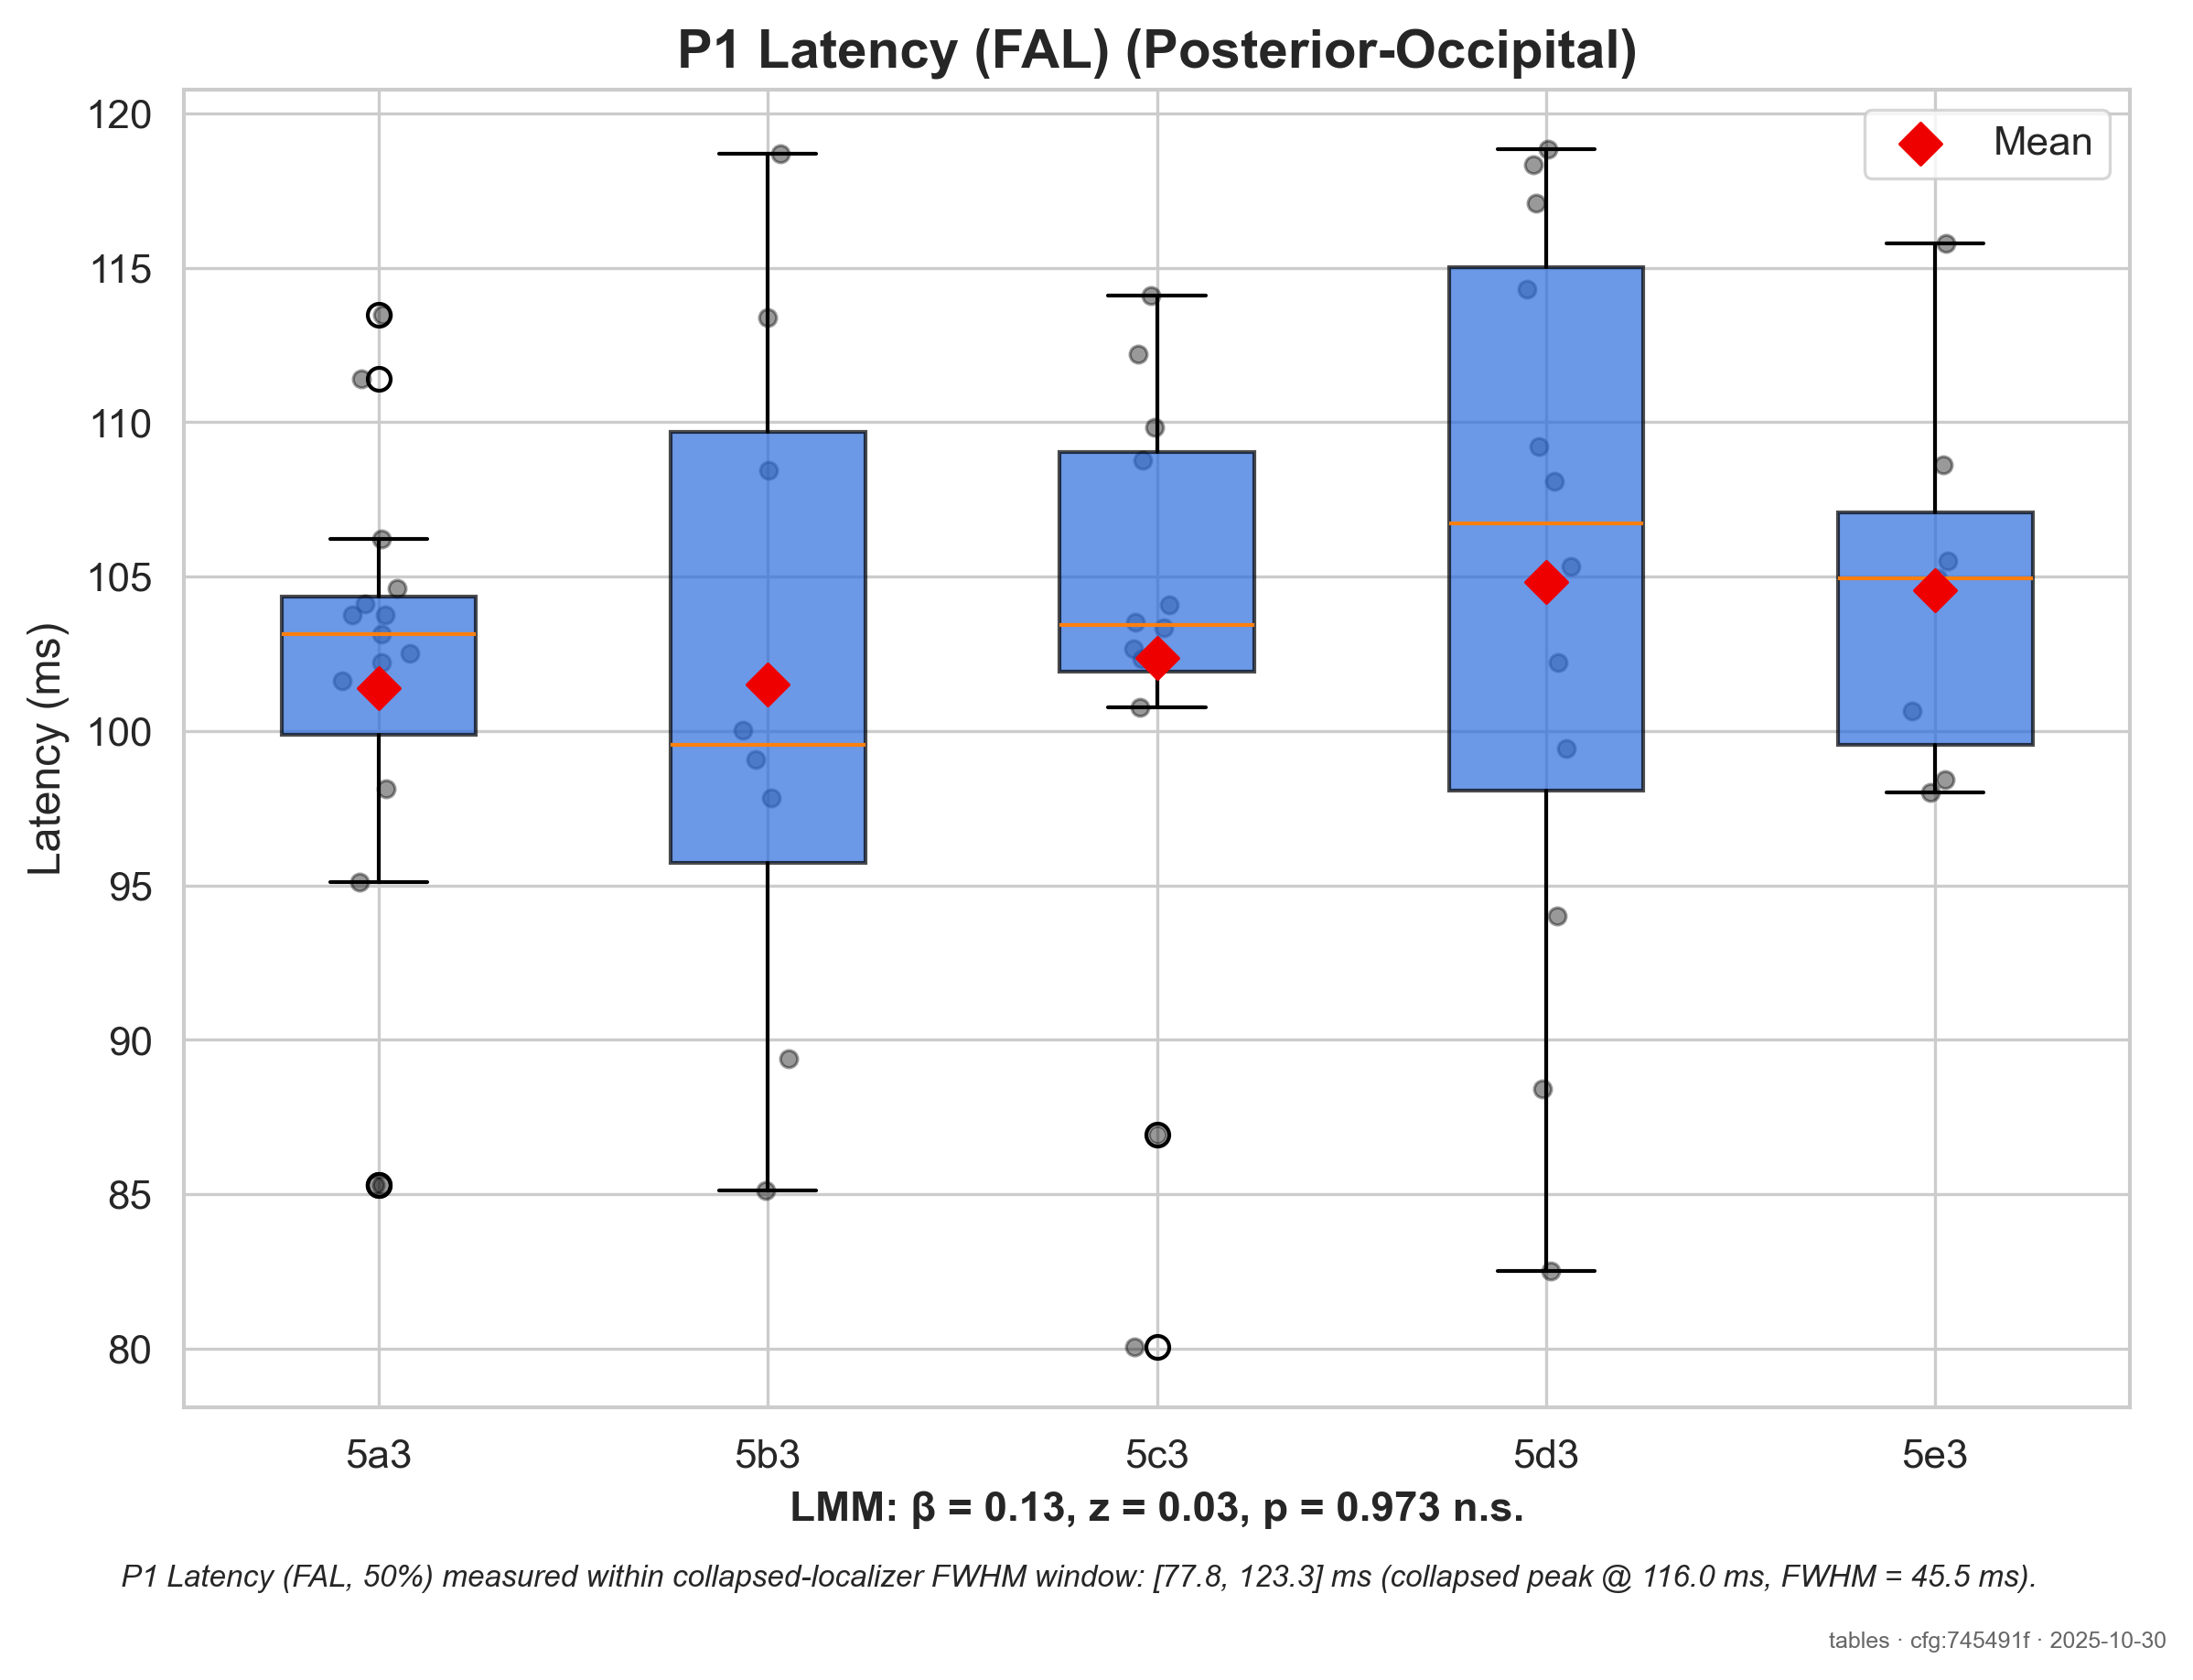 P1 Latency (FAL) (Posterior-Occipital)
Mean
Latency (ms)
120
115
110
105
100
95
90
85
80
5a3 5b3 5c3 5d3 5e3
LMM: β = 0.13, z = 0.03, p = 0.973 n.s.
P1 Latency (FAL, 50%) measured within collapsed-localizer FWHM window: [77.8, 123.3] ms (collapsed peak @ 116.0 ms, FWHM = 45.5 ms).
tables · cfg:745491f · 2025-10-30